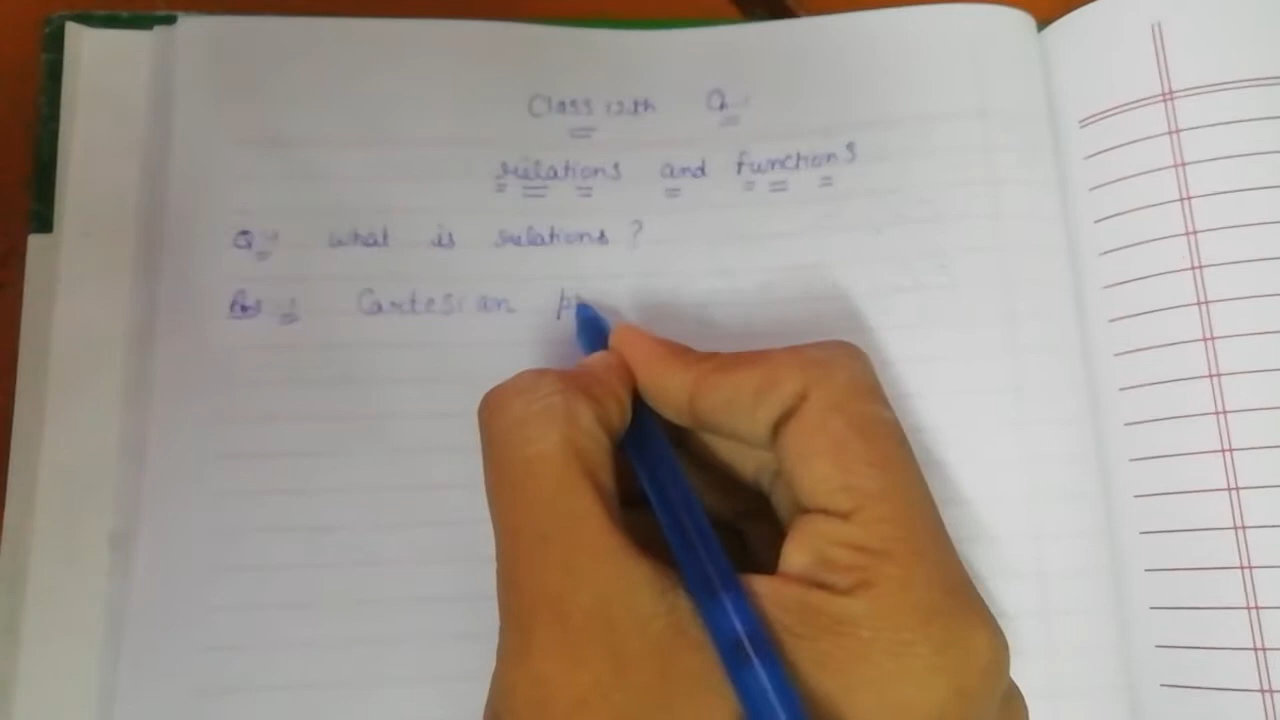 Class 12th Q:-
relations and functions
Q:- what is relations ?
Ans :- Cartesian p